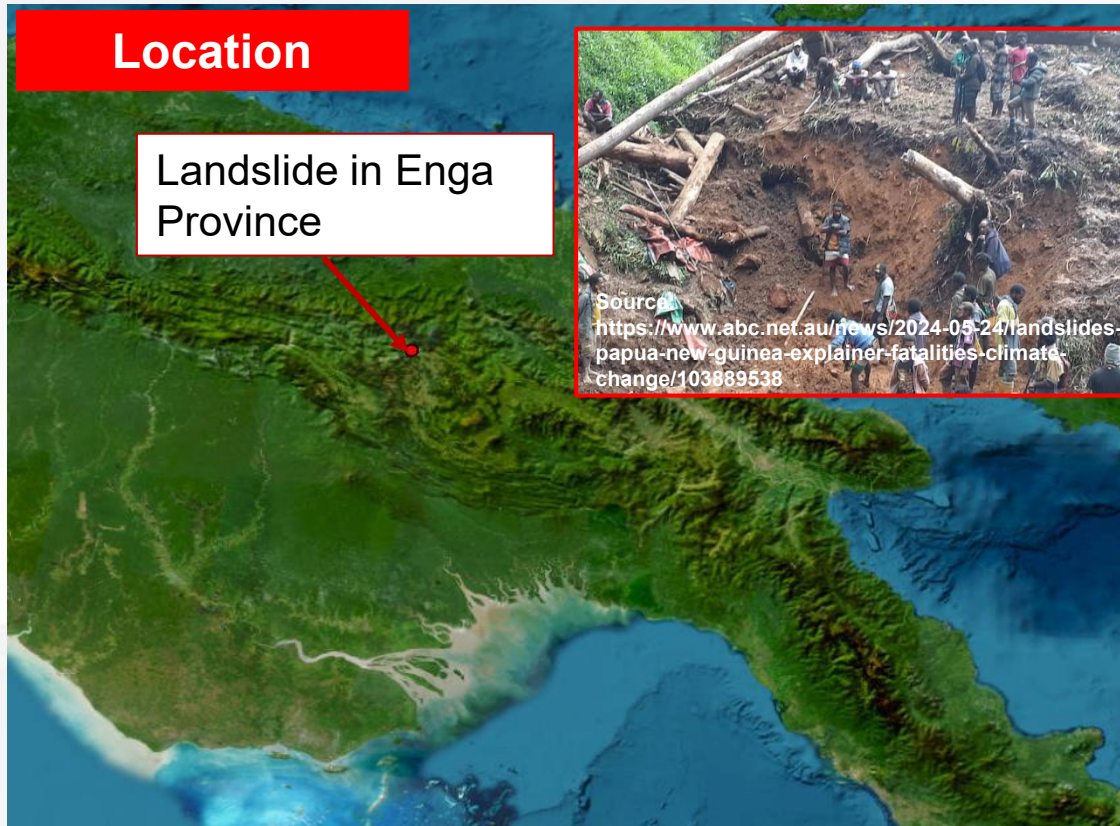 Location
Landslide in Enga
Province
Source:
https://www.abc.net.au/news/2024-05-24/landslides-
papua-new-guinea-explainer-fatalities-climate-
change/103889538